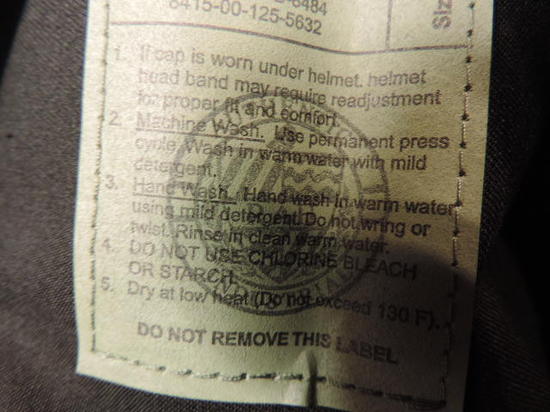 6484
8415-00-125-5632
Siz
1. If cap is worn under helmet. helmet
head band may require readjustment
for proper fit and comfort.
2. Machine Wash. Use permanent press
cycle. Wash in warm water with mild
detergent.
3. Hand Wash. Hand wash in warm water
using mild detergent. Do not wring or
twist. Rinse in clean warm water.
4. DO NOT USE CHLORINE BLEACH
OR STARCH.
5. Dry at low heat (Do not exceed 130 F).
DO NOT REMOVE THIS LABEL